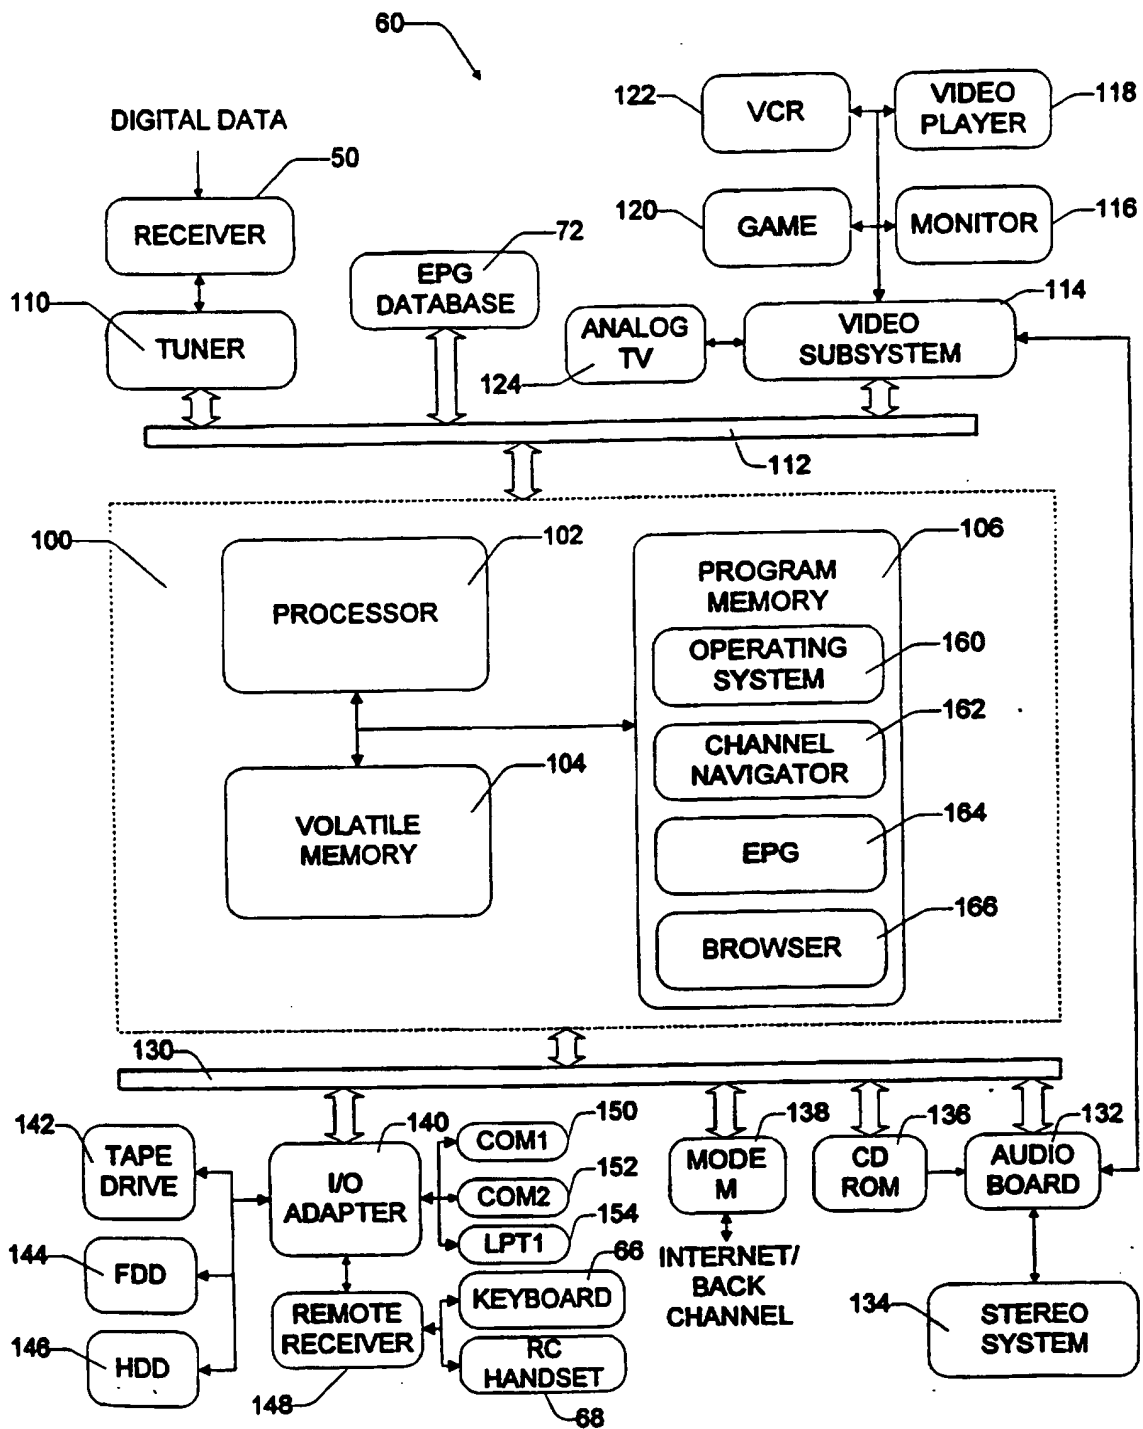 60
DIGITAL DATA
50
RECEIVER
110
TUNER
72
EPG
DATABASE
122
VCR
VIDEO
PLAYER
118
120
GAME
MONITOR
116
114
ANALOG
TV
124
VIDEO
SUBSYSTEM
112
100
102
PROCESSOR
104
VOLATILE
MEMORY
106
PROGRAM
MEMORY
OPERATING
SYSTEM
160
162
CHANNEL
NAVIGATOR
164
EPG
166
BROWSER
130
142
TAPE
DRIVE
144
FDD
146
HDD
140
I/O
ADAPTER
150
COM1
152
COM2
154
LPT1
66
KEYBOARD
REMOTE
RECEIVER
148
RC
HANDSET
68
138
MODE
M
INTERNET/
BACK
CHANNEL
136
CD
ROM
132
AUDIO
BOARD
134
STEREO
SYSTEM